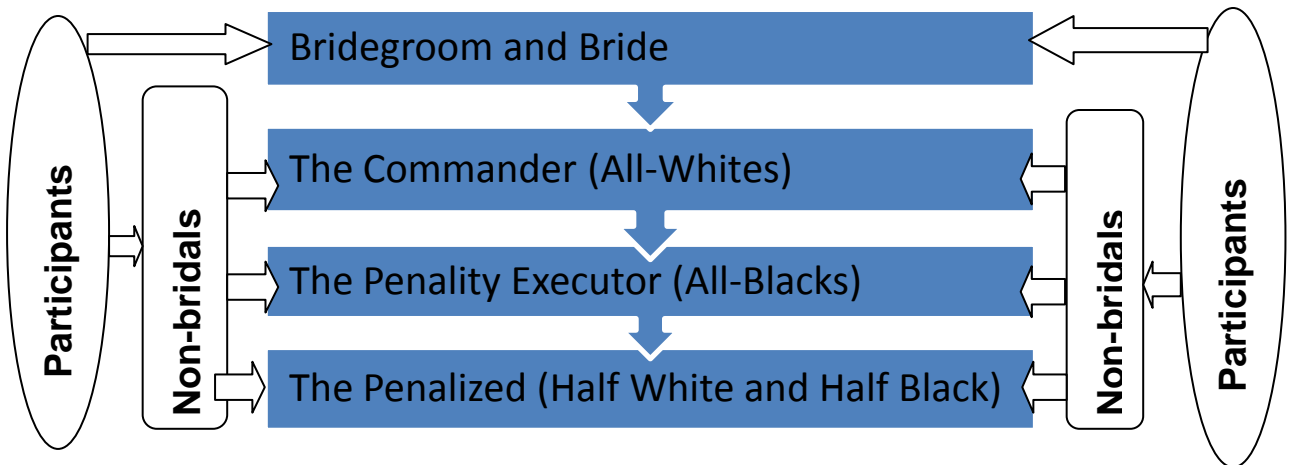 Participants
Non-bridals
Bridegroom and Bride
The Commander (All-Whites)
The Penality Executor (All-Blacks)
The Penalized (Half White and Half Black)
Non-bridals
Participants